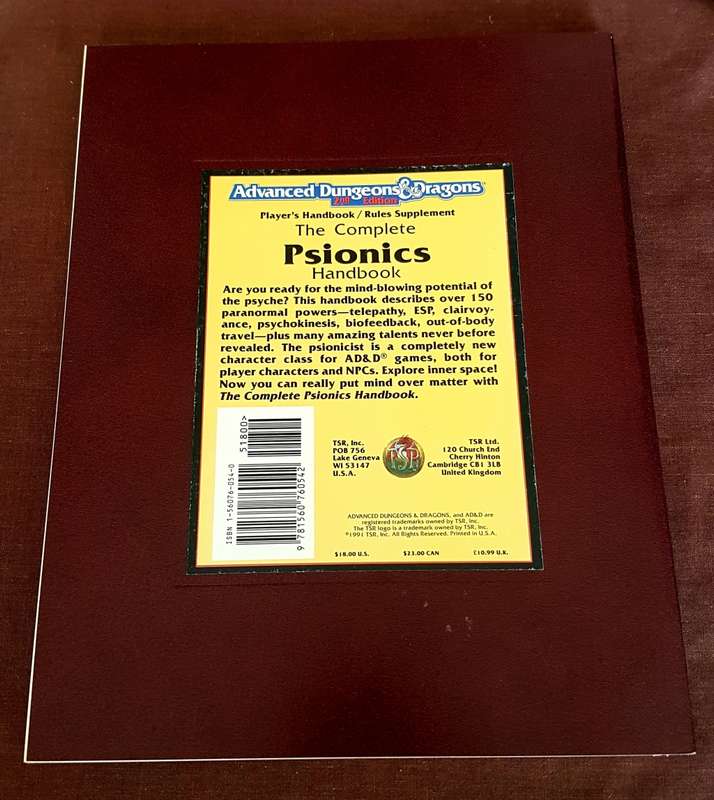 Advanced Dungeons & Dragons®
2nd Edition
Player's Handbook / Rules Supplement
The Complete
Psionics
Handbook
Are you ready for the mind-blowing potential of
the psyche? This handbook describes over 150
paranormal powers—telepathy, ESP, clairvoy-
ance, psychokinesis, biofeedback, out-of-body
travel—plus many amazing talents never before
revealed. The psionicist is a completely new
character class for AD&D® games, both for
player characters and NPCs. Explore inner space!
Now you can really put mind over matter with
The Complete Psionics Handbook.
51800>
ISBN 1-56076-054-0
9 781560 760542
TSR, Inc.
POB 756
Lake Geneva
WI 53147
U.S.A.
TSR
TSR Ltd.
120 Church End
Cherry Hinton
Cambridge CB1 3LB
United Kingdom
ADVANCED DUNGEONS & DRAGONS, and AD&D are
registered trademarks owned by TSR, Inc.
The TSR logo is a trademark owned by TSR, Inc.
©1991 TSR, Inc. All Rights Reserved. Printed in U.S.A.
$18.00 U.S. $23.00 CAN £10.99 U.K.